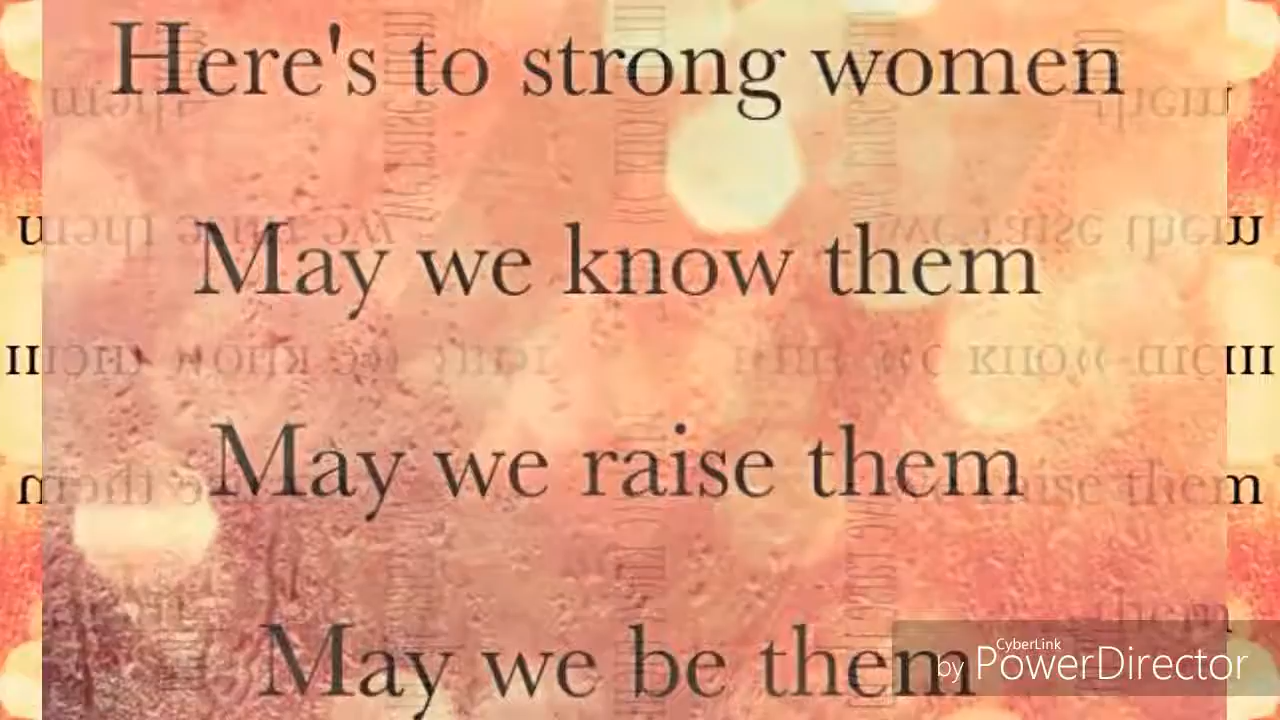 Here's to strong women
May we know them
May we raise them
May we be them
CyberLink
by PowerDirector